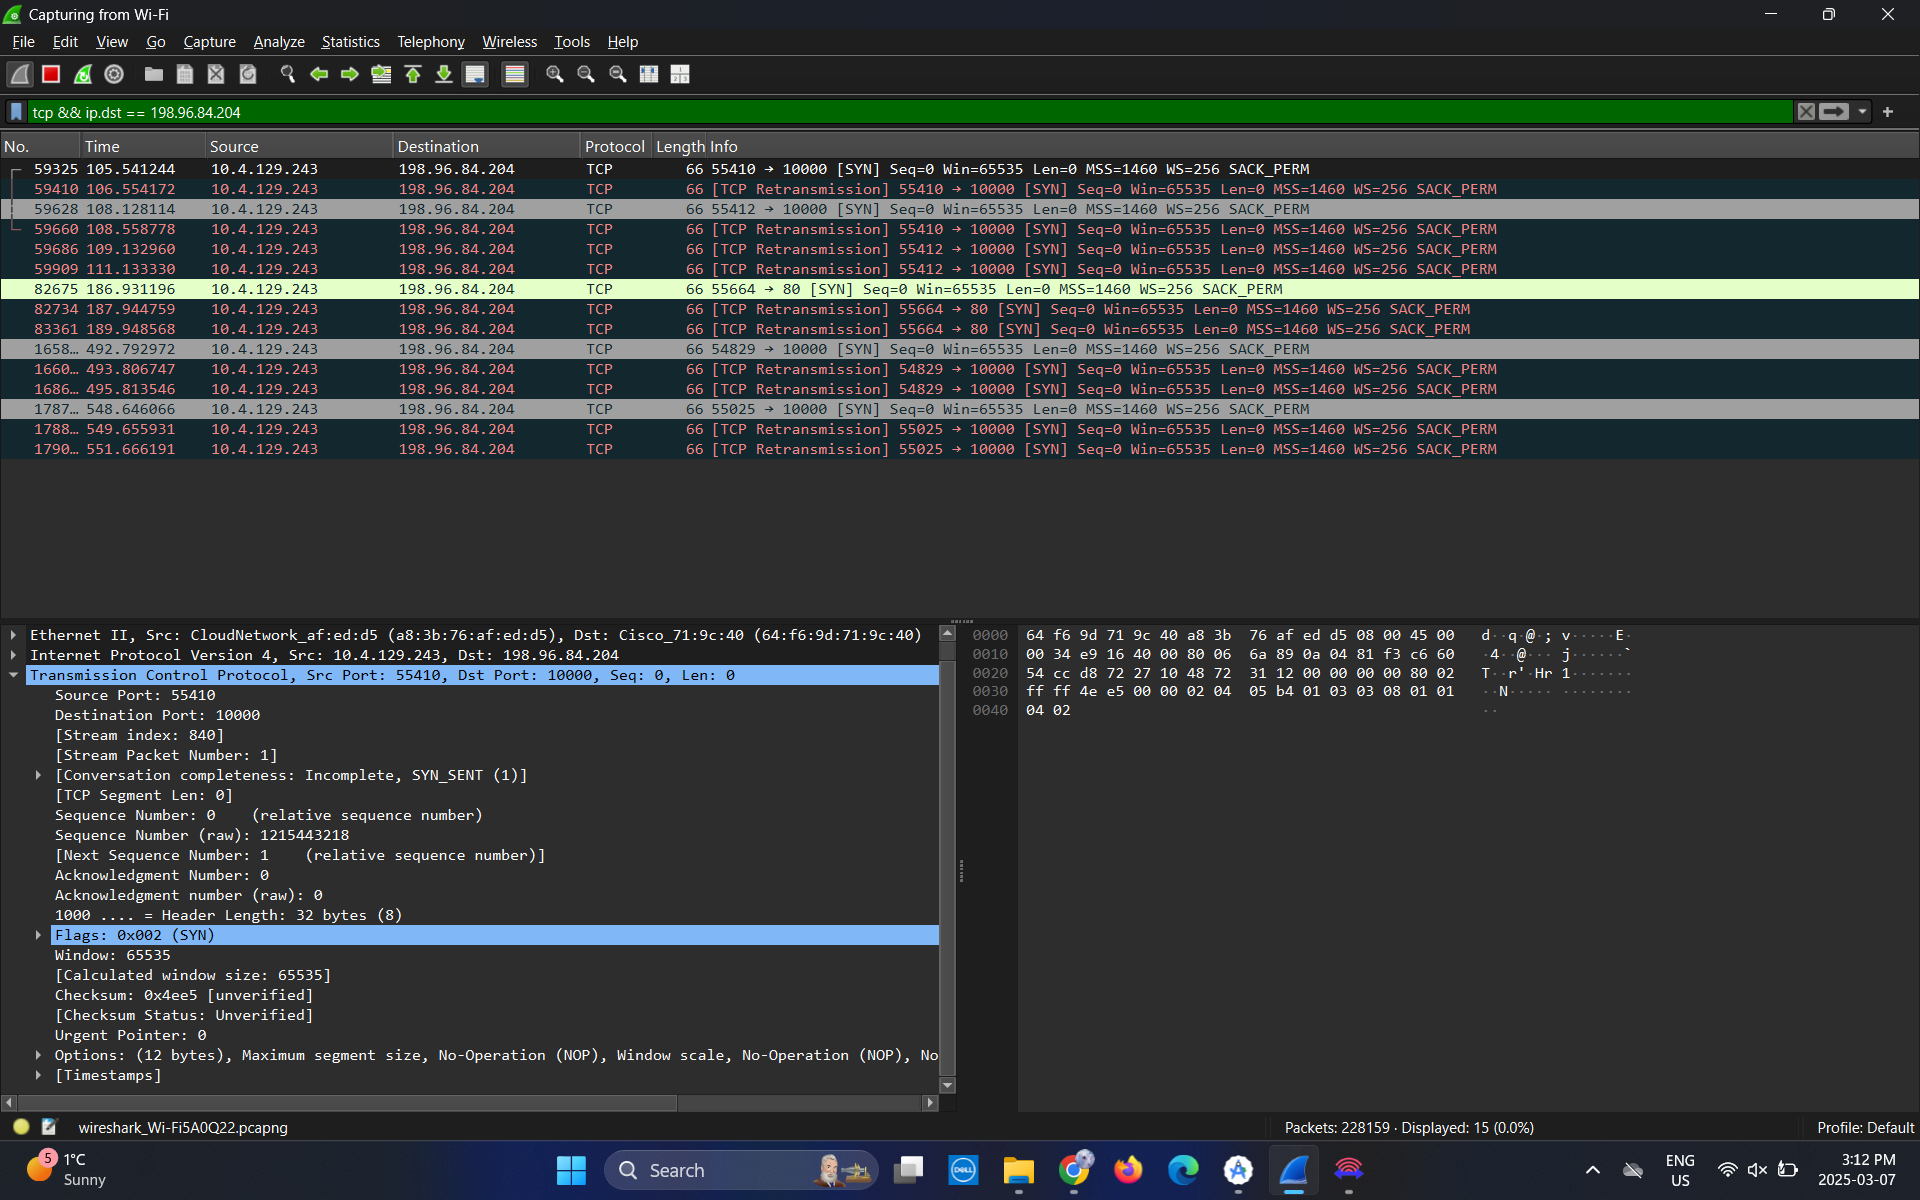 Capturing from Wi-Fi
File Edit View Go Capture Analyze Statistics Telephony Wireless Tools Help
tcp && ip.dst == 198.96.84.204
No. Time Source Destination Protocol Length Info
59325 105.541244 10.4.129.243 198.96.84.204 TCP 66 55410 → 10000 [SYN] Seq=0 Win=65535 Len=0 MSS=1460 WS=256 SACK_PERM
59410 106.554172 10.4.129.243 198.96.84.204 TCP 66 [TCP Retransmission] 55410 → 10000 [SYN] Seq=0 Win=65535 Len=0 MSS=1460 WS=256 SACK_PERM
59628 108.128114 10.4.129.243 198.96.84.204 TCP 66 55412 → 10000 [SYN] Seq=0 Win=65535 Len=0 MSS=1460 WS=256 SACK_PERM
59660 108.558778 10.4.129.243 198.96.84.204 TCP 66 [TCP Retransmission] 55410 → 10000 [SYN] Seq=0 Win=65535 Len=0 MSS=1460 WS=256 SACK_PERM
59686 109.132960 10.4.129.243 198.96.84.204 TCP 66 [TCP Retransmission] 55412 → 10000 [SYN] Seq=0 Win=65535 Len=0 MSS=1460 WS=256 SACK_PERM
59909 111.133330 10.4.129.243 198.96.84.204 TCP 66 [TCP Retransmission] 55412 → 10000 [SYN] Seq=0 Win=65535 Len=0 MSS=1460 WS=256 SACK_PERM
82675 186.931196 10.4.129.243 198.96.84.204 TCP 66 55664 → 80 [SYN] Seq=0 Win=65535 Len=0 MSS=1460 WS=256 SACK_PERM
82734 187.944759 10.4.129.243 198.96.84.204 TCP 66 [TCP Retransmission] 55664 → 80 [SYN] Seq=0 Win=65535 Len=0 MSS=1460 WS=256 SACK_PERM
83361 189.948568 10.4.129.243 198.96.84.204 TCP 66 [TCP Retransmission] 55664 → 80 [SYN] Seq=0 Win=65535 Len=0 MSS=1460 WS=256 SACK_PERM
1658… 492.792972 10.4.129.243 198.96.84.204 TCP 66 54829 → 10000 [SYN] Seq=0 Win=65535 Len=0 MSS=1460 WS=256 SACK_PERM
1660… 493.806747 10.4.129.243 198.96.84.204 TCP 66 [TCP Retransmission] 54829 → 10000 [SYN] Seq=0 Win=65535 Len=0 MSS=1460 WS=256 SACK_PERM
1686… 495.813546 10.4.129.243 198.96.84.204 TCP 66 [TCP Retransmission] 54829 → 10000 [SYN] Seq=0 Win=65535 Len=0 MSS=1460 WS=256 SACK_PERM
1787… 548.646066 10.4.129.243 198.96.84.204 TCP 66 55025 → 10000 [SYN] Seq=0 Win=65535 Len=0 MSS=1460 WS=256 SACK_PERM
1788… 549.655931 10.4.129.243 198.96.84.204 TCP 66 [TCP Retransmission] 55025 → 10000 [SYN] Seq=0 Win=65535 Len=0 MSS=1460 WS=256 SACK_PERM
1790… 551.666191 10.4.129.243 198.96.84.204 TCP 66 [TCP Retransmission] 55025 → 10000 [SYN] Seq=0 Win=65535 Len=0 MSS=1460 WS=256 SACK_PERM
Ethernet II, Src: CloudNetwork_af:ed:d5 (a8:3b:76:af:ed:d5), Dst: Cisco_71:9c:40 (64:f6:9d:71:9c:40)
Internet Protocol Version 4, Src: 10.4.129.243, Dst: 198.96.84.204
Transmission Control Protocol, Src Port: 55410, Dst Port: 10000, Seq: 0, Len: 0
Source Port: 55410
Destination Port: 10000
[Stream index: 840]
[Stream Packet Number: 1]
[Conversation completeness: Incomplete, SYN_SENT (1)]
[TCP Segment Len: 0]
Sequence Number: 0 (relative sequence number)
Sequence Number (raw): 1215443218
[Next Sequence Number: 1 (relative sequence number)]
Acknowledgment Number: 0
Acknowledgment number (raw): 0
1000 .... = Header Length: 32 bytes (8)
Flags: 0x002 (SYN)
Window: 65535
[Calculated window size: 65535]
Checksum: 0x4ee5 [unverified]
[Checksum Status: Unverified]
Urgent Pointer: 0
Options: (12 bytes), Maximum segment size, No-Operation (NOP), Window scale, No-Operation (NOP), No
[Timestamps]
0000 64 f6 9d 71 9c 40 a8 3b 76 af ed d5 08 00 45 00 d··q·@·; v·····E·
0010 00 34 e9 16 40 00 80 06 6a 89 0a 04 81 f3 c6 60 ·4··@··· j······`
0020 54 cc d8 72 27 10 48 72 31 12 00 00 00 00 80 02 T··r'·Hr 1·······
0030 ff ff 4e e5 00 00 02 04 05 b4 01 03 03 08 01 01 ··N····· ········
0040 04 02 ··
wireshark_Wi-Fi5A0Q22.pcapng
Packets: 228159 · Displayed: 15 (0.0%)
Profile: Default
5
1°C
Sunny
Search
DELL
ENG
US
3:12 PM
2025-03-07